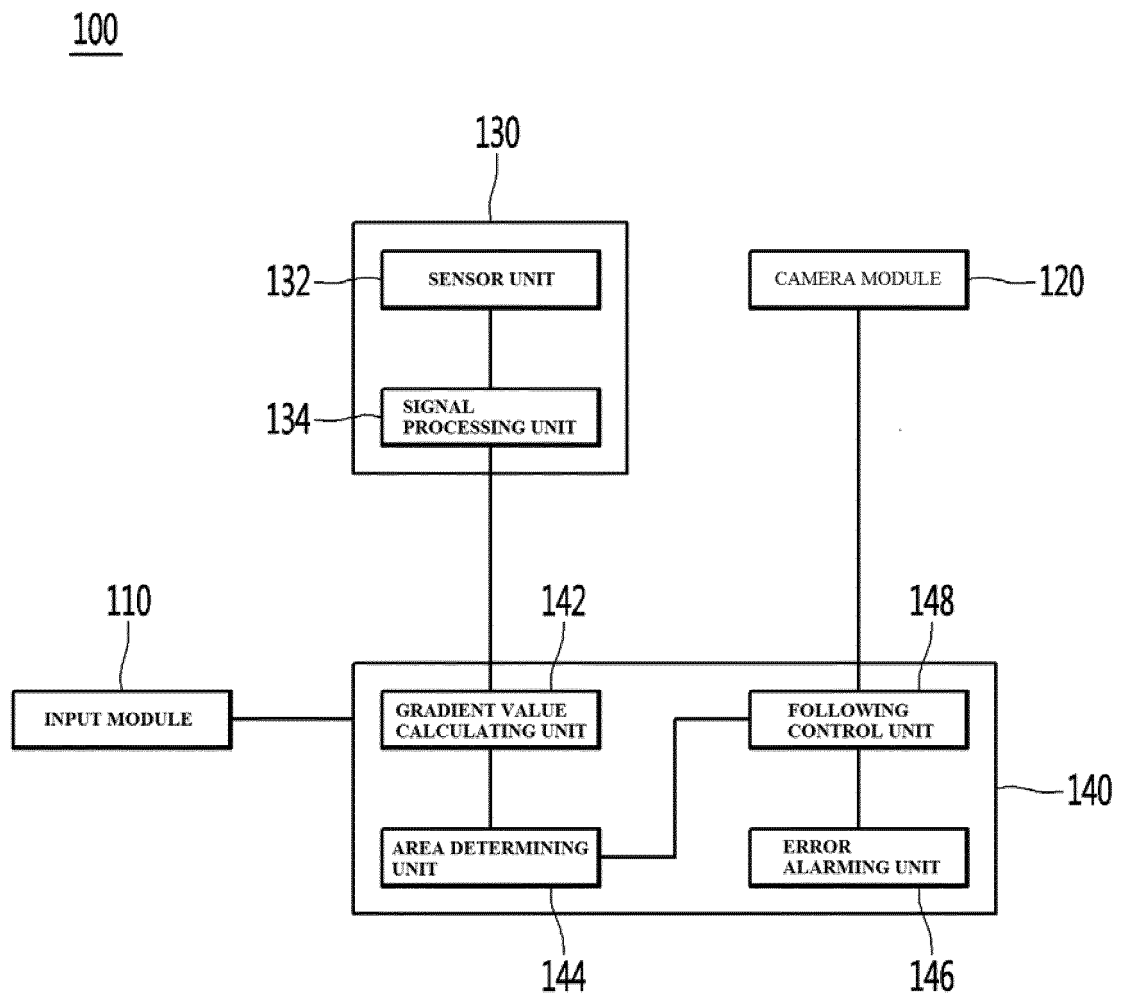 100
130
132
SENSOR UNIT
CAMERA MODULE
120
134
SIGNAL
PROCESSING UNIT
110
142
148
INPUT MODULE
GRADIENT VALUE
CALCULATING UNIT
FOLLOWING
CONTROL UNIT
140
AREA DETERMINING
UNIT
ERROR
ALARMING UNIT
144
146